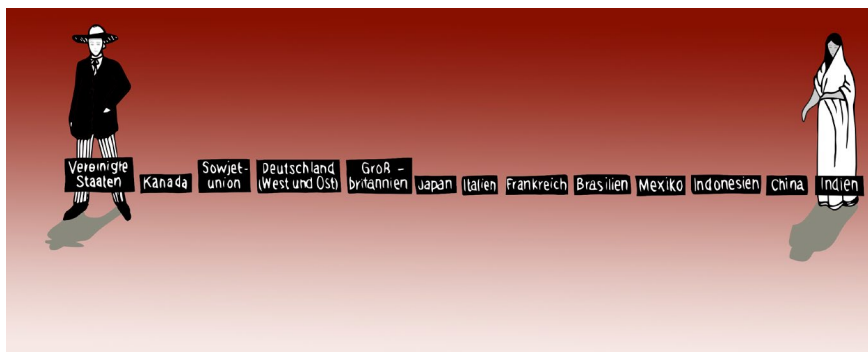 Vereinigte
Staaten
Kanada
Sowjet-
union
Deutschland
(West und Ost)
Groß -
britannien
Japan
Italien
Frankreich
Brasilien
Mexiko
Indonesien
China
Indien